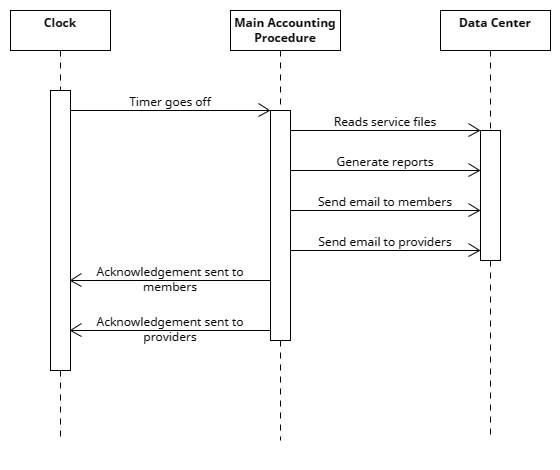 Clock
Main Accounting
Procedure
Data Center
Timer goes off
Reads service files
Generate reports
Send email to members
Send email to providers
Acknowledgement sent to
members
Acknowledgement sent to
providers